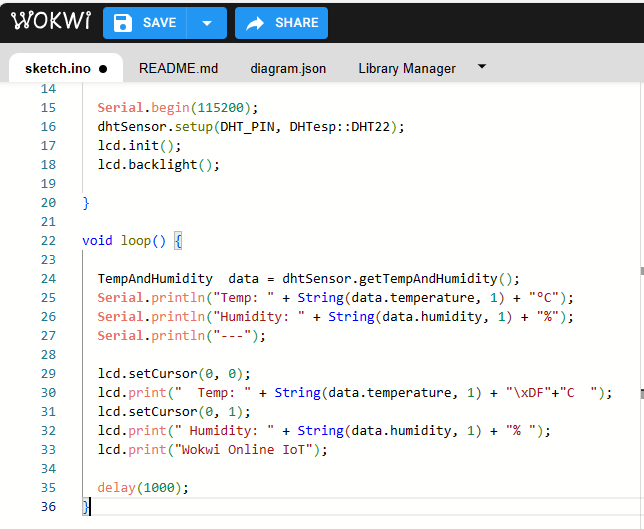 WOKWI SAVE SHARE
sketch.ino README.md diagram.json Library Manager
14
15 Serial.begin(115200);
16 dhtSensor.setup(DHT_PIN, DHTesp::DHT22);
17 lcd.init();
18 lcd.backlight();
19
20 }
21
22 void loop() {
23
24 TempAndHumidity  data = dhtSensor.getTempAndHumidity();
25 Serial.println("Temp: " + String(data.temperature, 1) + "°C");
26 Serial.println("Humidity: " + String(data.humidity, 1) + "%");
27 Serial.println("---");
28
29 lcd.setCursor(0, 0);
30 lcd.print("  Temp: " + String(data.temperature, 1) + "\xDF"+"C  ");
31 lcd.setCursor(0, 1);
32 lcd.print(" Humidity: " + String(data.humidity, 1) + "% ");
33 lcd.print("Wokwi Online IoT");
34
35 delay(1000);
36 }